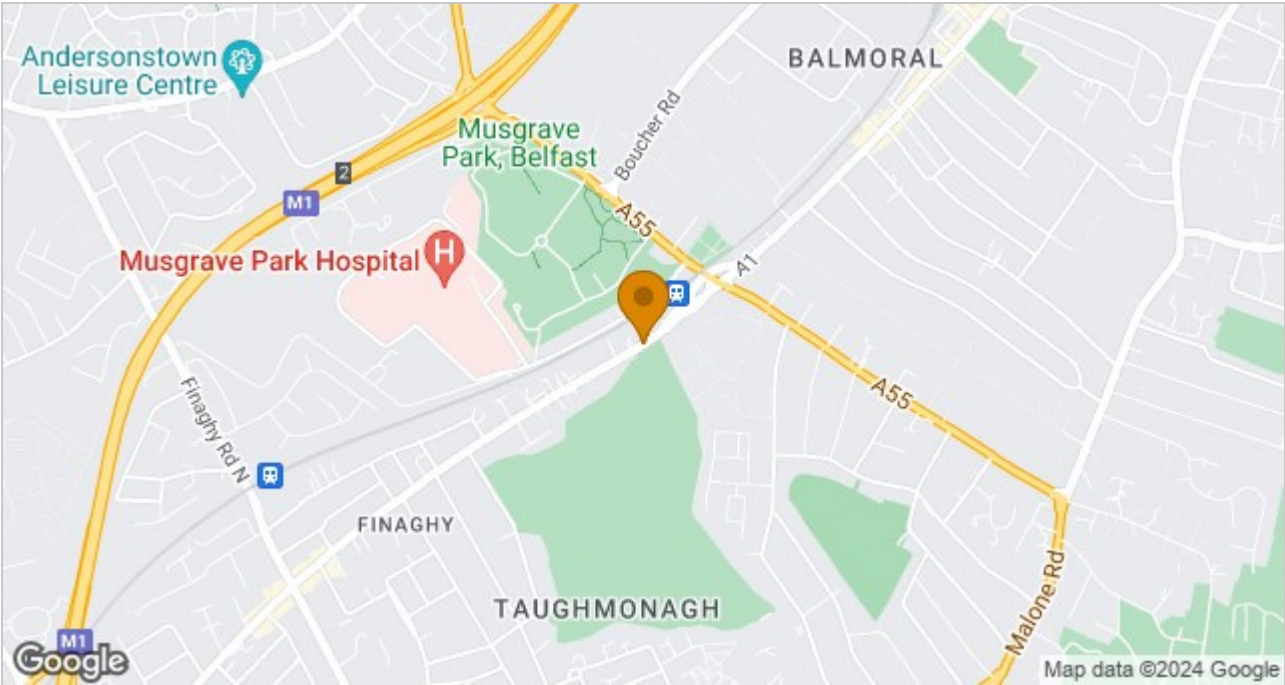 Andersonstown
Leisure Centre
BALMORAL
Boucher Rd
Musgrave
Park, Belfast
2
M1
A55
Musgrave Park Hospital
H
A1
A55
Finaghy Rd N
FINAGHY
TAUGHMONAGH
Malone Rd
M1
Google
Map data ©2024 Google